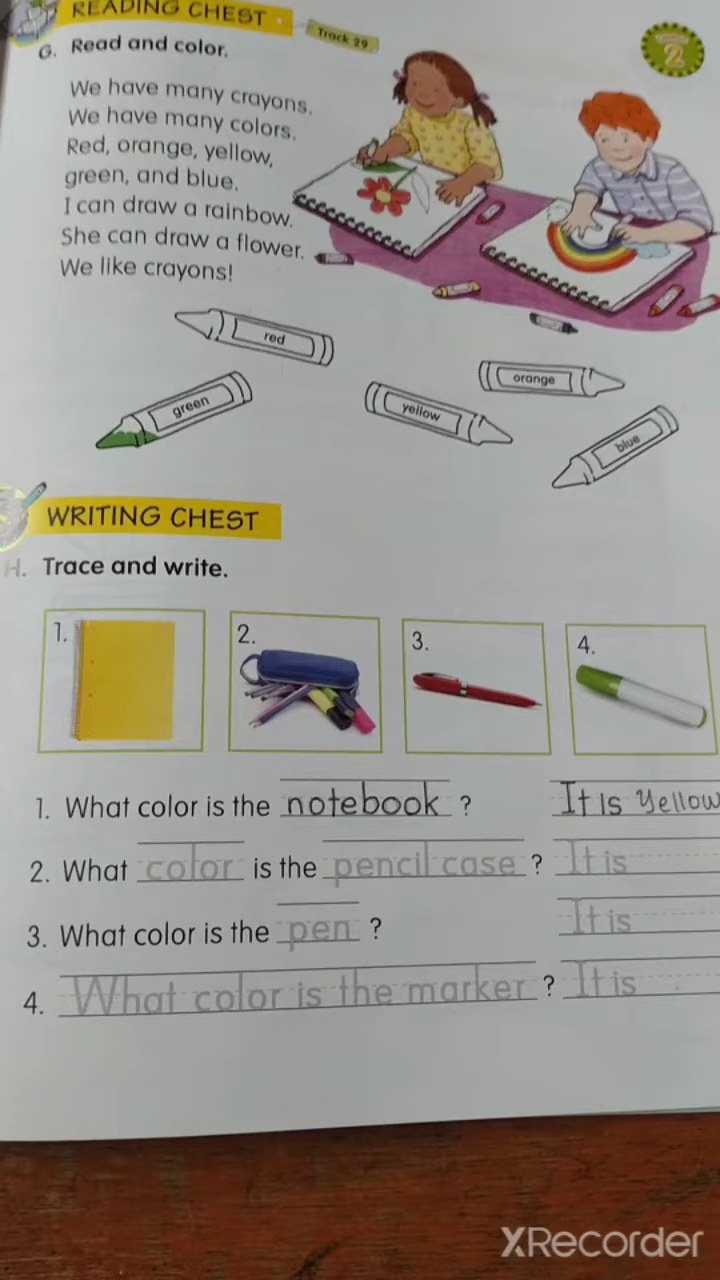 READING CHEST
Track 29
2
G. Read and color.
We have many crayons.
We have many colors.
Red, orange, yellow,
green, and blue.
I can draw a rainbow.
She can draw a flower.
We like crayons!
red
orange
green
yellow
blue
WRITING CHEST
H. Trace and write.
1.
2.
3.
4.
1. What color is the notebook ? It is Yellow
2. What color is the pencil case ? It is
3. What color is the pen ? It is
4. What color is the marker ? It is
XRecorder